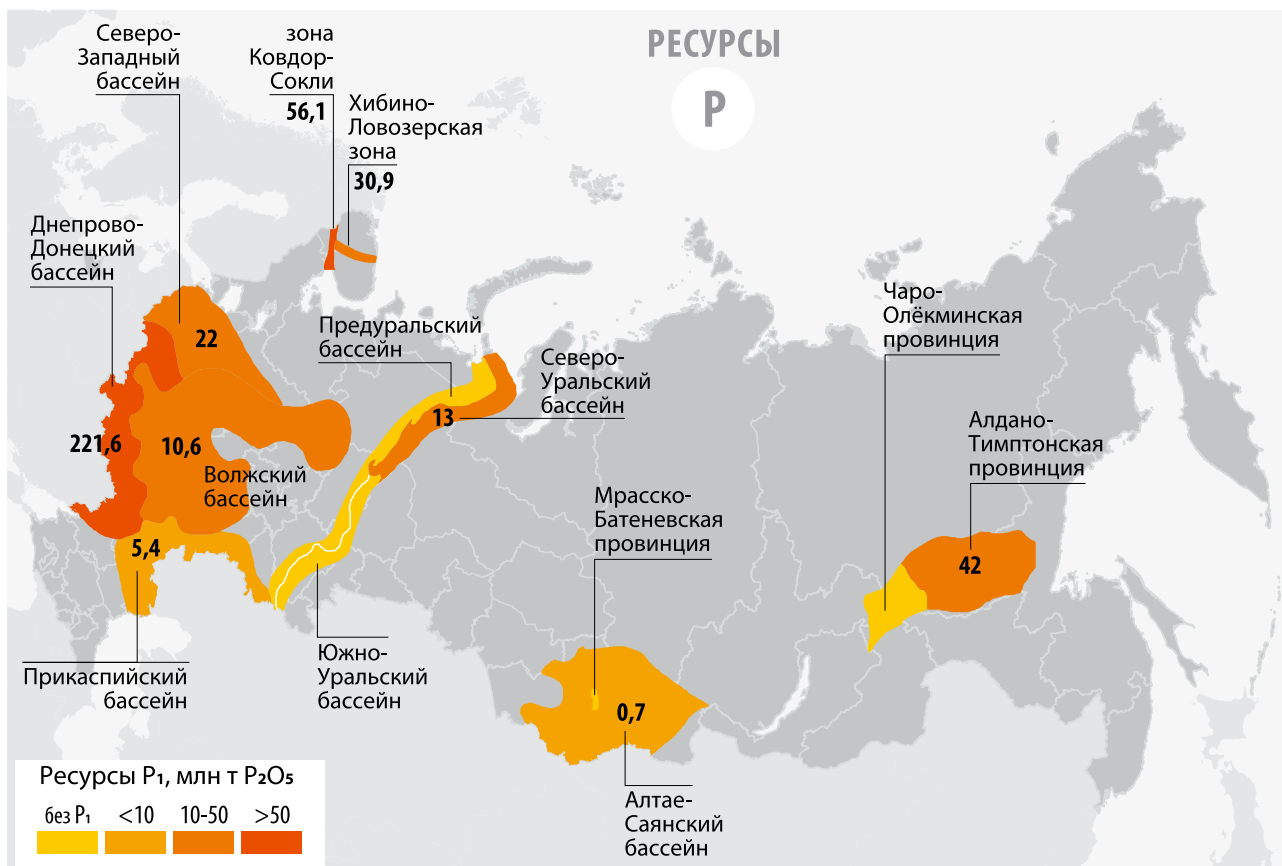 РЕСУРСЫ
P
Северо-
Западный
бассейн
зона
Ковдор-
Сокли
56,1
Хибино-
Ловозерская
зона
30,9
Днепрово-
Донецкий
бассейн
22
Предуральский
бассейн
Северо-
Уральский
бассейн
13
Чаро-
Олёкминская
провинция
221,6
10,6
Волжский
бассейн
Алдано-
Тимптонская
провинция
42
Мрасско-
Батеневская
провинция
5,4
Прикаспийский
бассейн
Южно-
Уральский
бассейн
0,7
Алтае-
Саянский
бассейн
Ресурсы P₁, млн т P₂O₅
без P₁ <10 10-50 >50